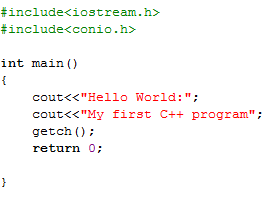 #include<iostream.h>
#include<conio.h>
int main()
{
cout<<"Hello World:";
cout<<"My first C++ program";
getch();
return 0;
}